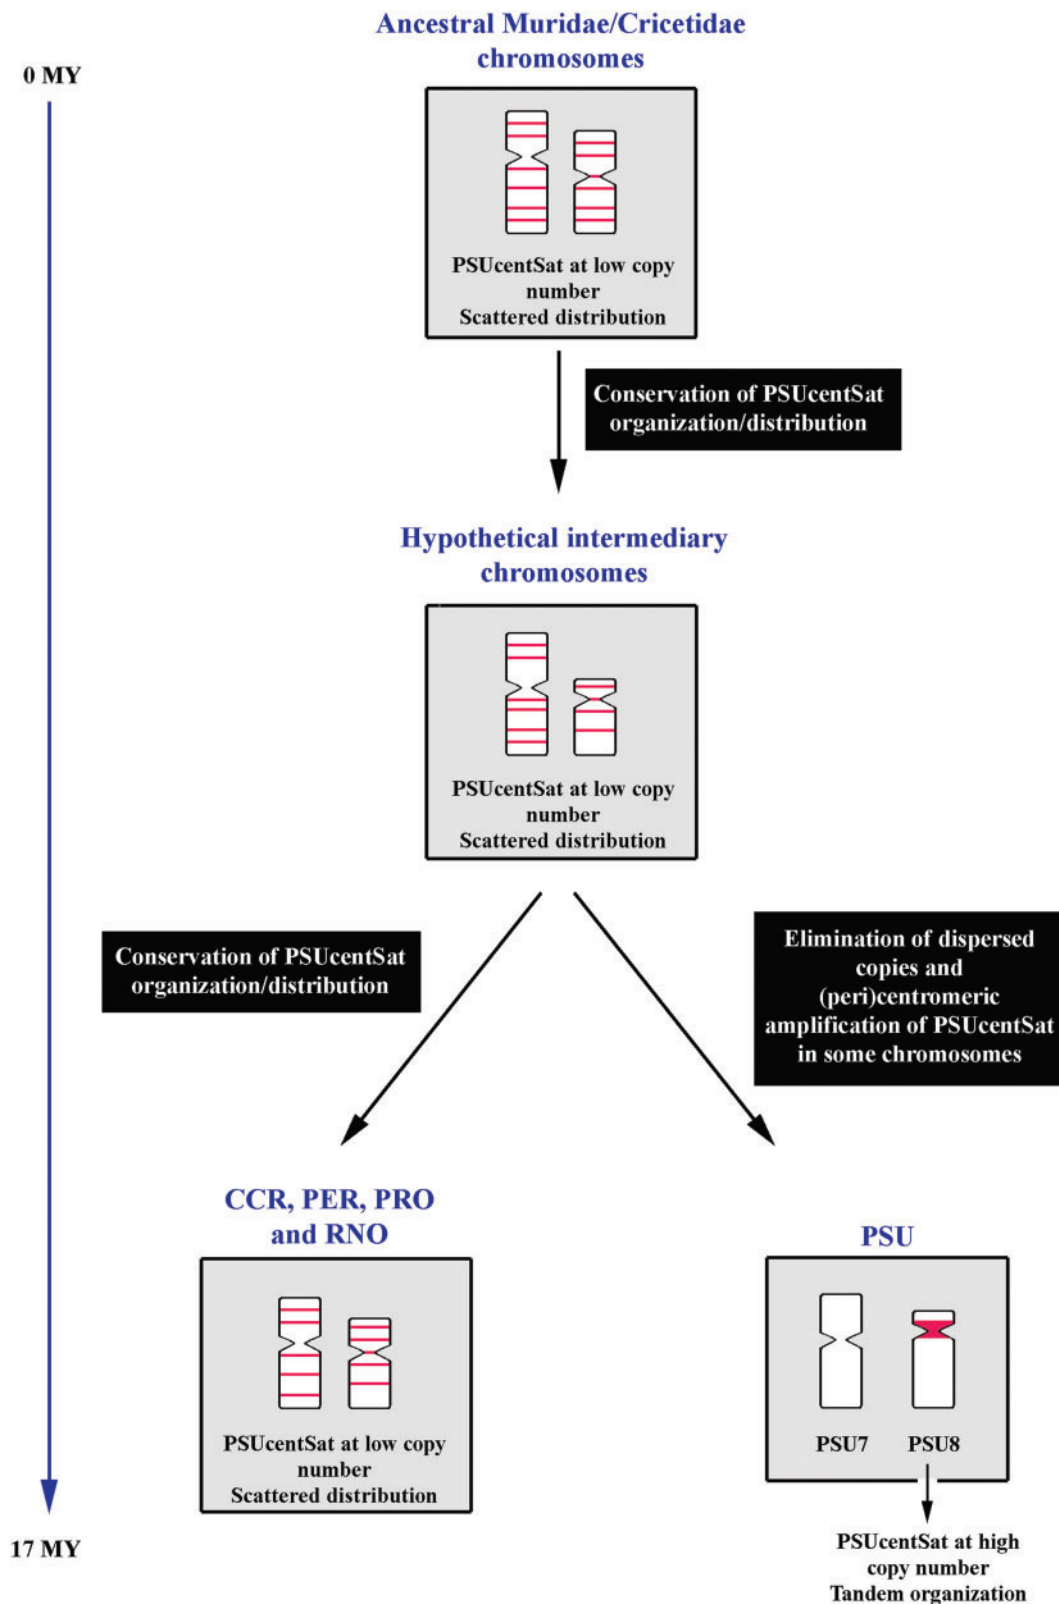 Ancestral Muridae/Cricetidae
chromosomes
0 MY
PSUcentSat at low copy
number
Scattered distribution
Conservation of PSUcentSat
organization/distribution
Hypothetical intermediary
chromosomes
PSUcentSat at low copy
number
Scattered distribution
Conservation of PSUcentSat
organization/distribution
Elimination of dispersed
copies and
(peri)centromeric
amplification of PSUcentSat
in some chromosomes
CCR, PER, PRO
and RNO
PSUcentSat at low copy
number
Scattered distribution
PSU
PSU7 PSU8
17 MY
PSUcentSat at high
copy number
Tandem organization